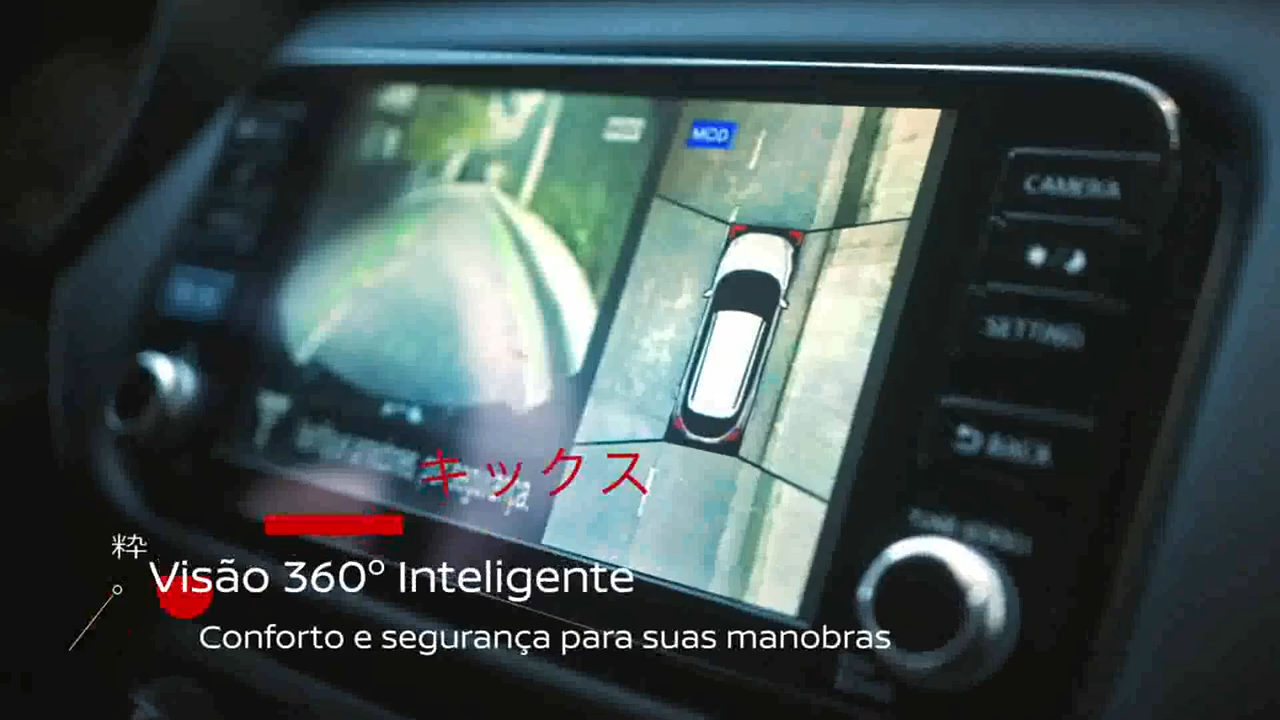 MOD
CAMERA
SETTING
BACK
キックス
粋
Visão 360° Inteligente
Conforto e segurança para suas manobras